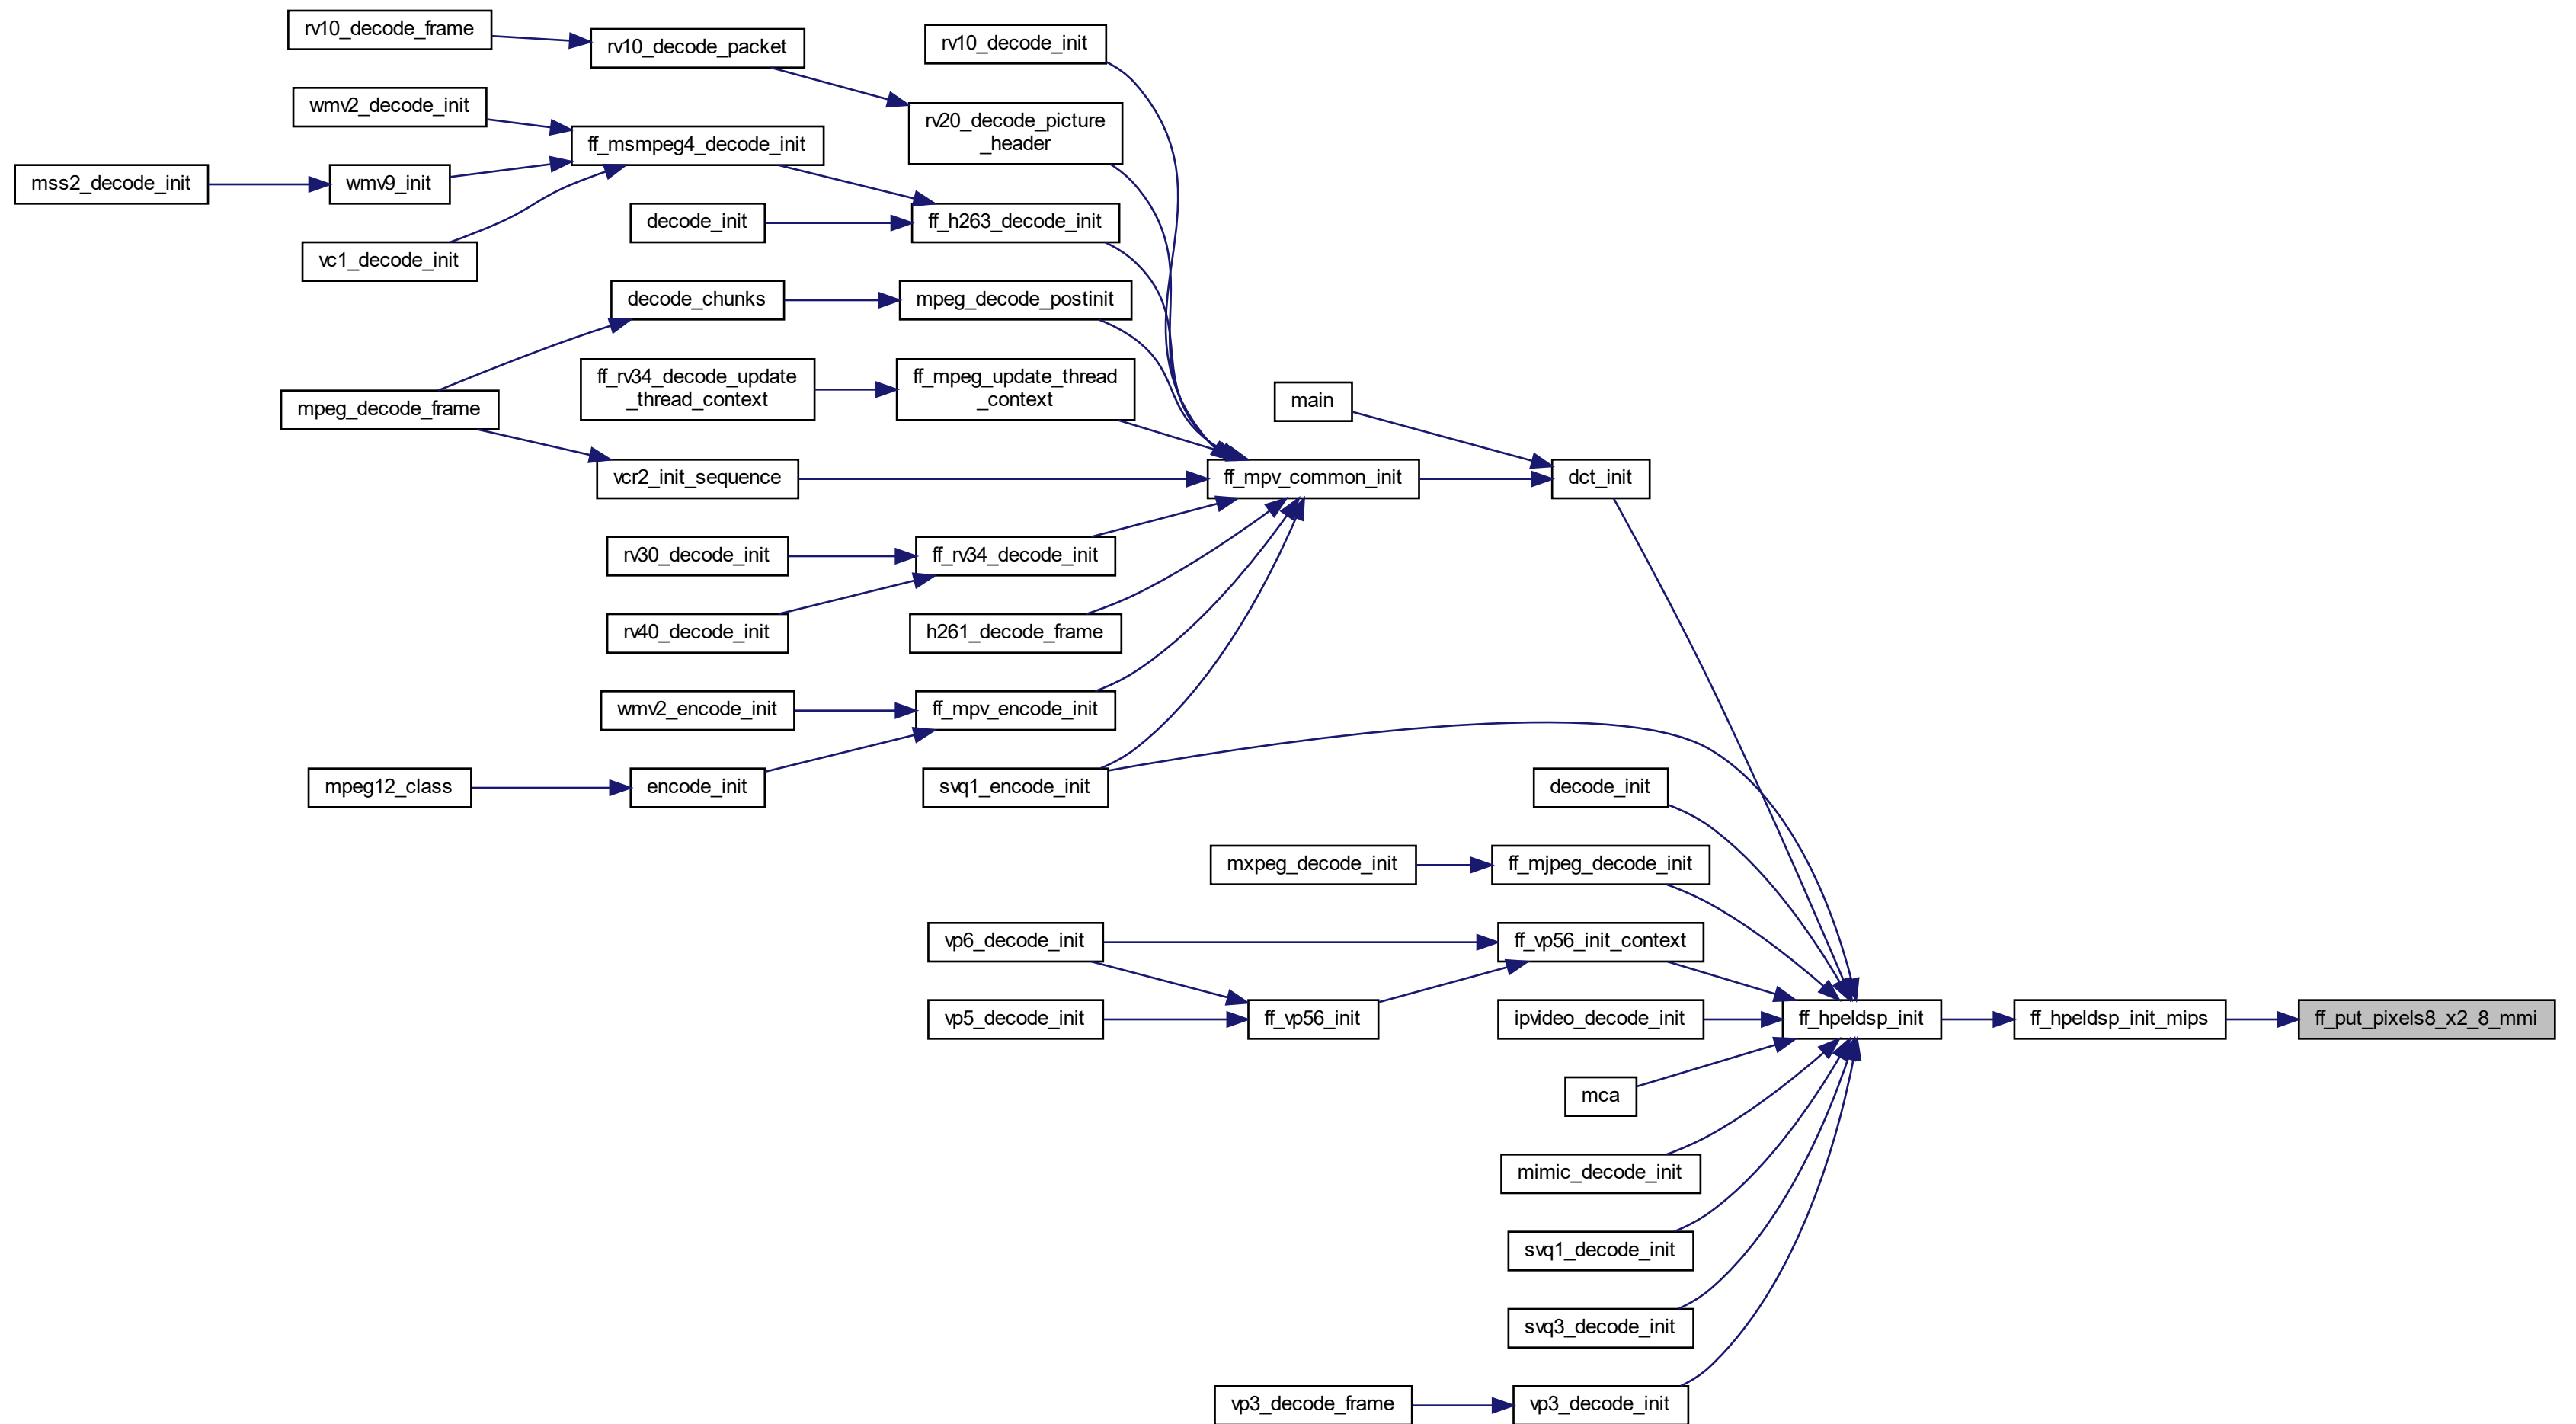 rv10_decode_frame
rv10_decode_packet
rv10_decode_init
wmv2_decode_init
rv20_decode_picture
_header
ff_msmpeg4_decode_init
mss2_decode_init
wmv9_init
decode_init
ff_h263_decode_init
vc1_decode_init
decode_chunks
mpeg_decode_postinit
ff_rv34_decode_update
_thread_context
ff_mpeg_update_thread
_context
main
mpeg_decode_frame
vcr2_init_sequence
ff_mpv_common_init
dct_init
rv30_decode_init
ff_rv34_decode_init
rv40_decode_init
h261_decode_frame
wmv2_encode_init
ff_mpv_encode_init
mpeg12_class
encode_init
svq1_encode_init
decode_init
mxpeg_decode_init
ff_mjpeg_decode_init
vp6_decode_init
ff_vp56_init_context
vp5_decode_init
ff_vp56_init
ipvideo_decode_init
ff_hpeldsp_init
ff_hpeldsp_init_mips
ff_put_pixels8_x2_8_mmi
mca
mimic_decode_init
svq1_decode_init
svq3_decode_init
vp3_decode_frame
vp3_decode_init